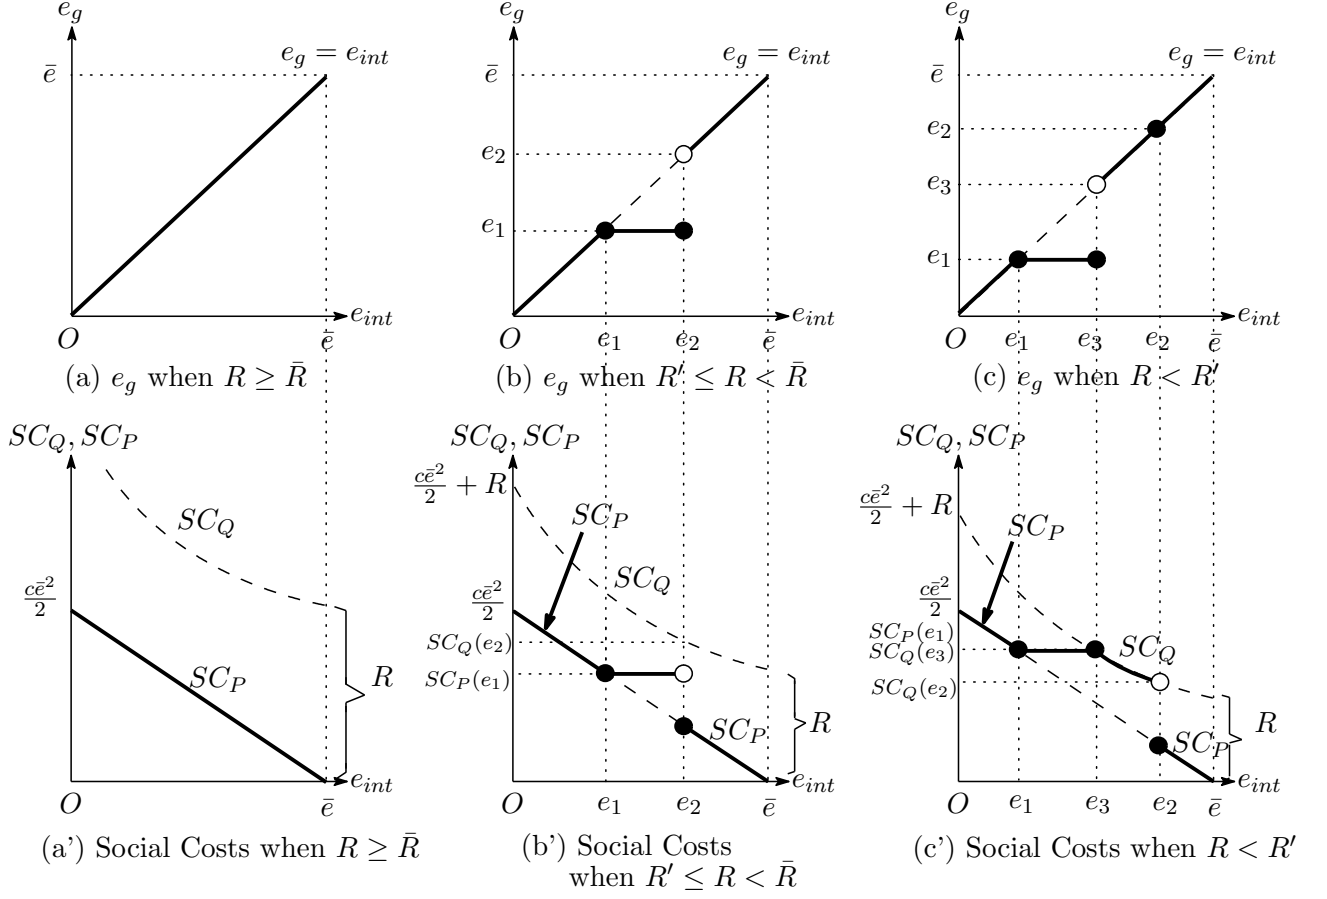 e_g
e_g = e_int
ē
O
e_int
ē
(a) e_g when R ≥ R̄
e_g
e_g = e_int
ē
e_2
e_1
O
e_1
e_2
ē
e_int
(b) e_g when R′ ≤ R < R̄
e_g
e_g = e_int
ē
e_2
e_3
e_1
O
e_1
e_3
e_2
ē
e_int
(c) e_g when R < R′
SC_Q, SC_P
SC_Q
cē²/2
SC_P
R
e_int
O
ē
(a’) Social Costs when R ≥ R̄
SC_Q, SC_P
cē²/2 + R
SC_P
SC_Q
cē²/2
SC_Q(e_2)
SC_P(e_1)
SC_P
R
e_int
O
e_1
e_2
ē
(b’) Social Costs
when R′ ≤ R < R̄
SC_Q, SC_P
cē²/2 + R
SC_P
cē²/2
SC_P(e_1)
SC_Q(e_3)
SC_Q
SC_Q(e_2)
SC_P
R
e_int
O
e_1
e_3
e_2
ē
(c’) Social Costs when R < R′